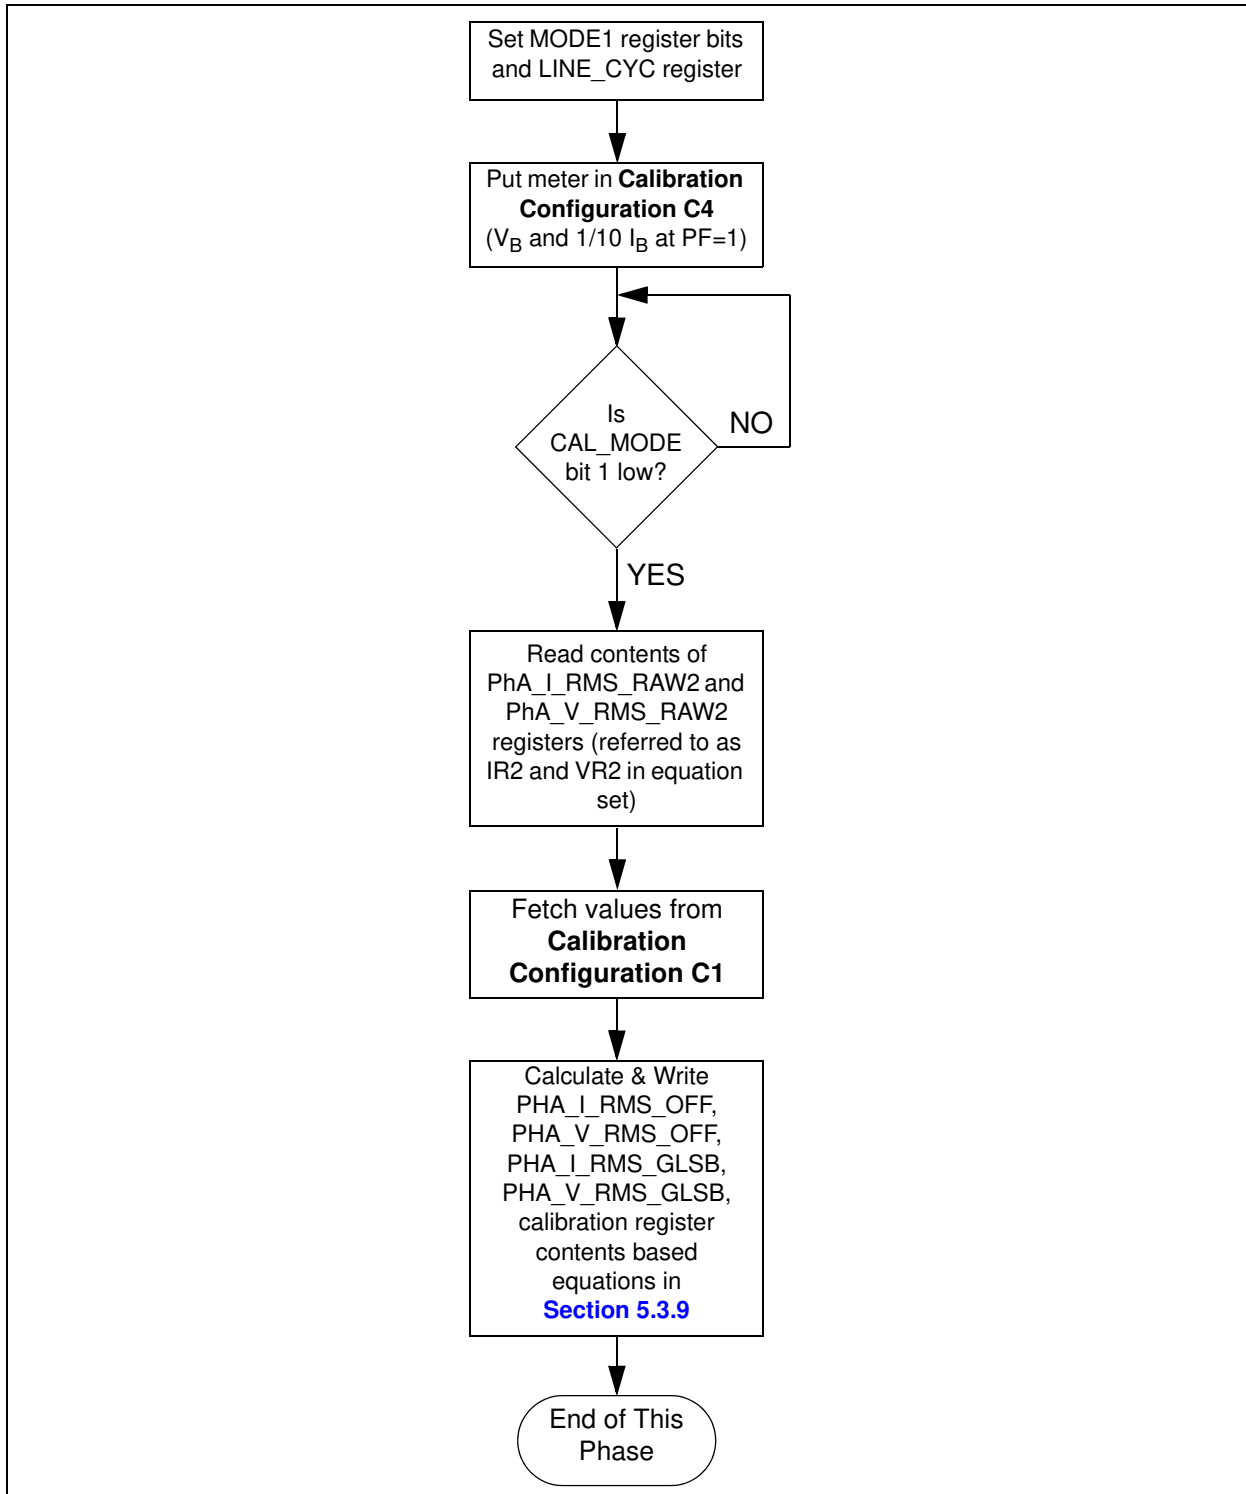 Set MODE1 register bits
and LINE_CYC register
Put meter in Calibration
Configuration C4
(VB and 1/10 IB at PF=1)
Is
CAL_MODE
bit 1 low?
NO
YES
Read contents of
PhA_I_RMS_RAW2 and
PhA_V_RMS_RAW2
registers (referred to as
IR2 and VR2 in equation
set)
Fetch values from
Calibration
Configuration C1
Calculate & Write
PHA_I_RMS_OFF,
PHA_V_RMS_OFF,
PHA_I_RMS_GLSB,
PHA_V_RMS_GLSB,
calibration register
contents based
equations in
Section 5.3.9
End of This
Phase